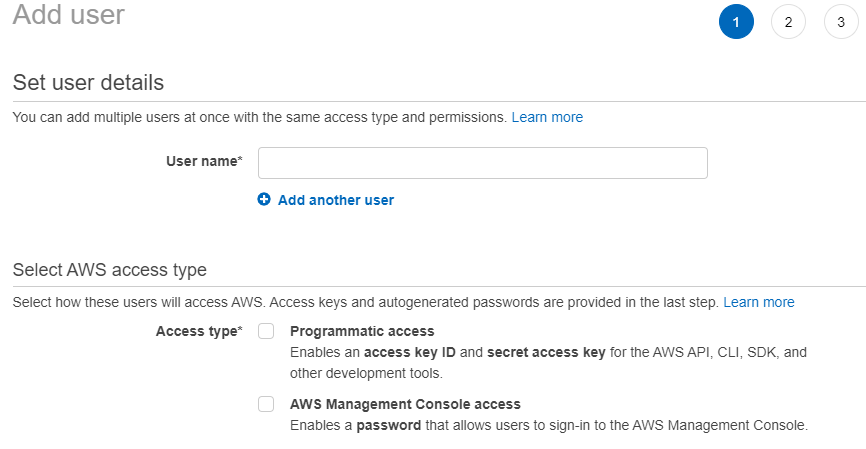 Add user
1 2 3
Set user details
You can add multiple users at once with the same access type and permissions. Learn more
User name*
Add another user
Select AWS access type
Select how these users will access AWS. Access keys and autogenerated passwords are provided in the last step. Learn more
Access type* Programmatic access
Enables an access key ID and secret access key for the AWS API, CLI, SDK, and
other development tools.
AWS Management Console access
Enables a password that allows users to sign-in to the AWS Management Console.